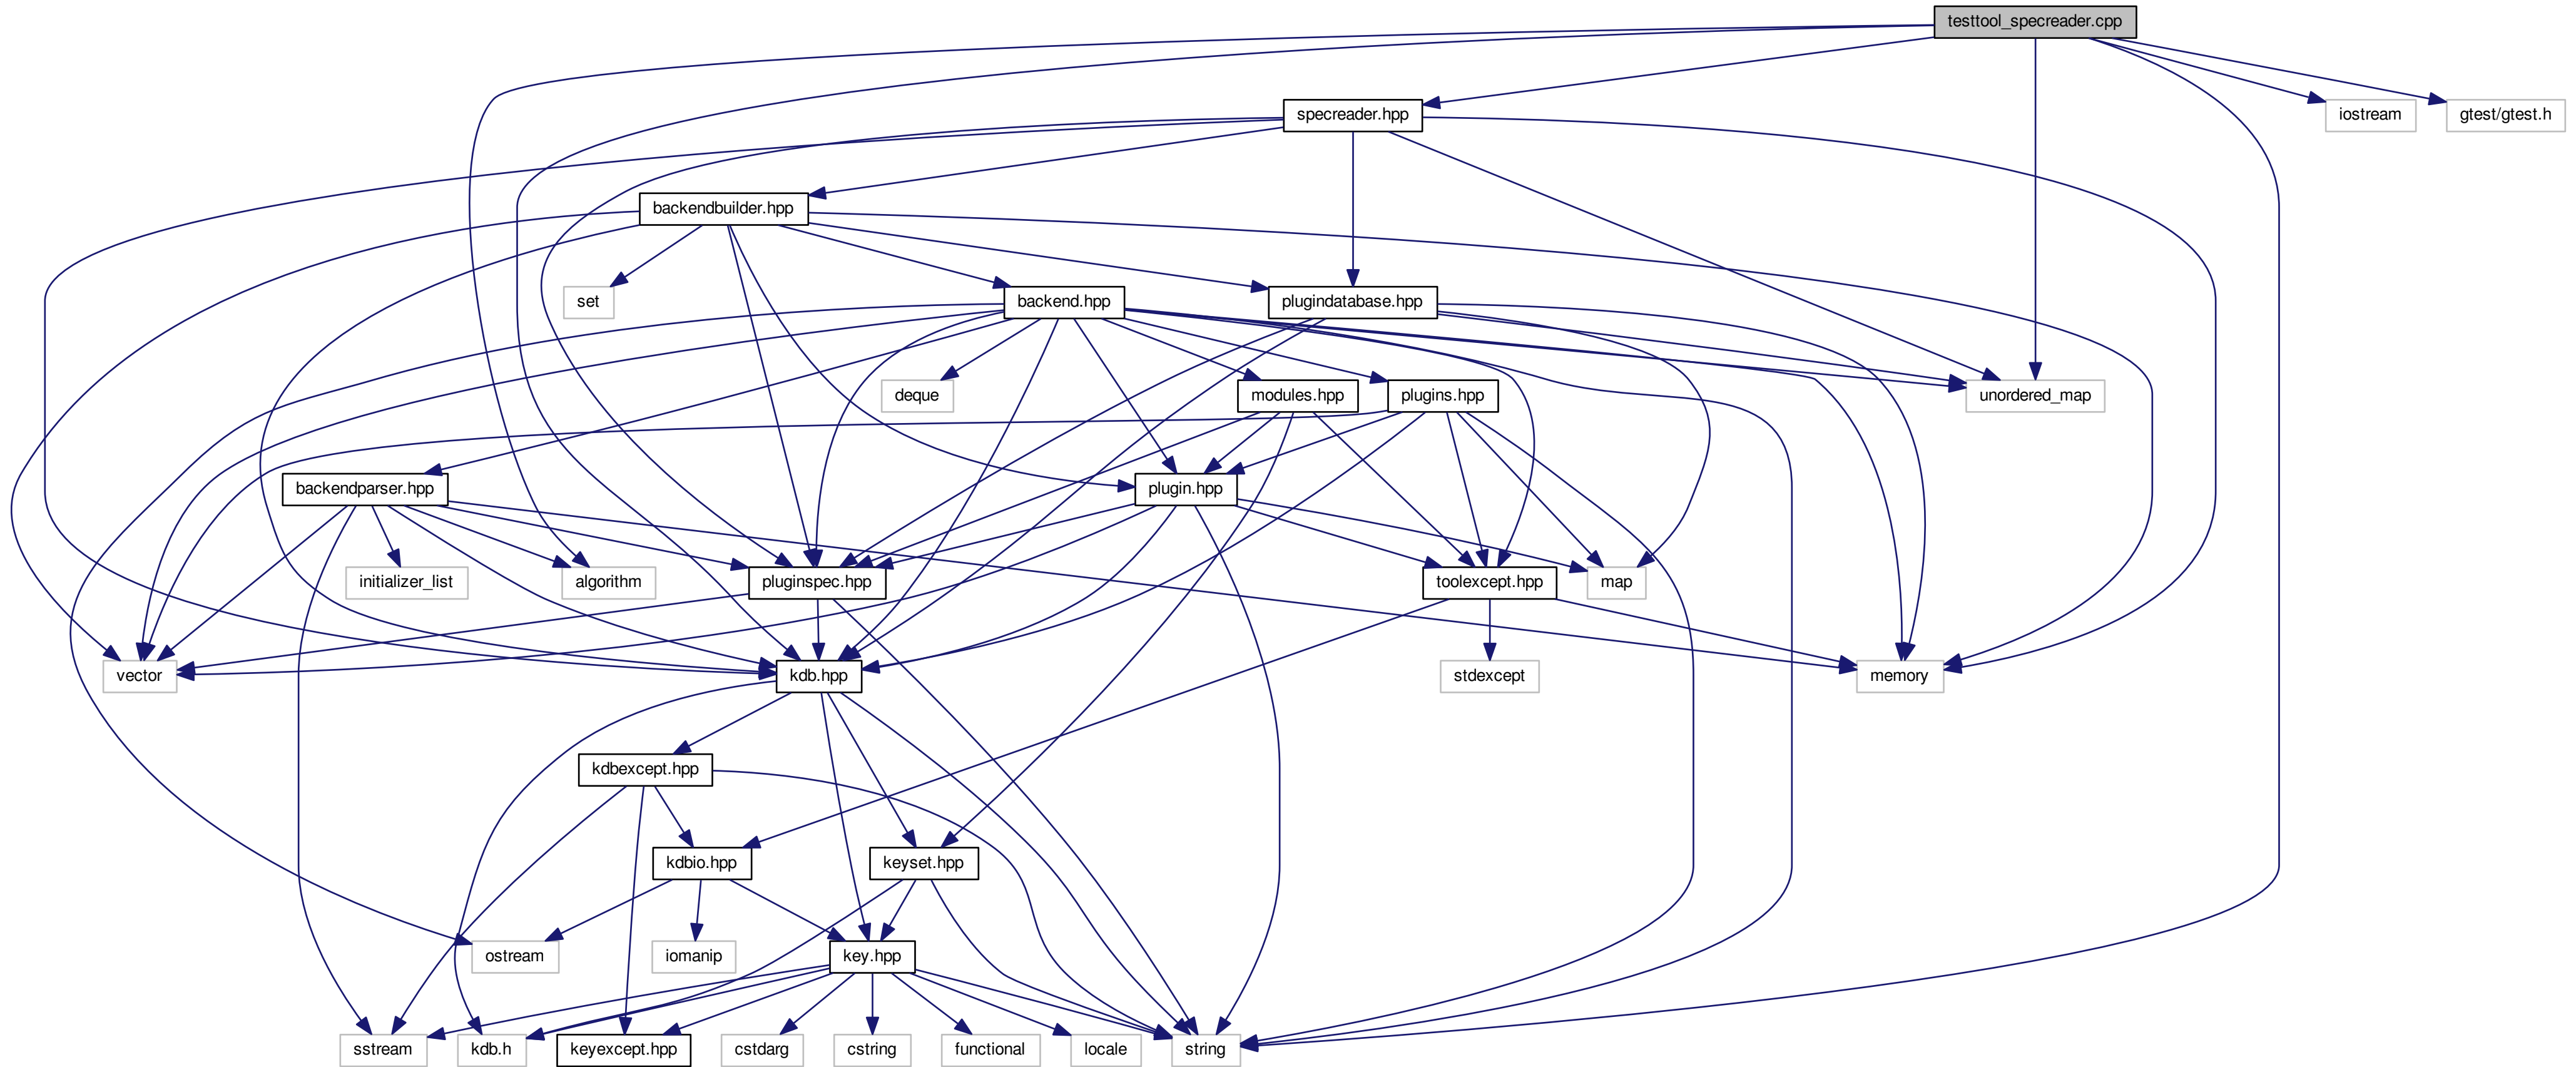 testtool_specreader.cpp
specreader.hpp
iostream
gtest/gtest.h
backendbuilder.hpp
set
backend.hpp
plugindatabase.hpp
deque
modules.hpp
plugins.hpp
unordered_map
backendparser.hpp
plugin.hpp
initializer_list
algorithm
pluginspec.hpp
toolexcept.hpp
map
vector
kdb.hpp
stdexcept
memory
kdbexcept.hpp
kdbio.hpp
keyset.hpp
ostream
iomanip
key.hpp
sstream
kdb.h
keyexcept.hpp
cstdarg
cstring
functional
locale
string